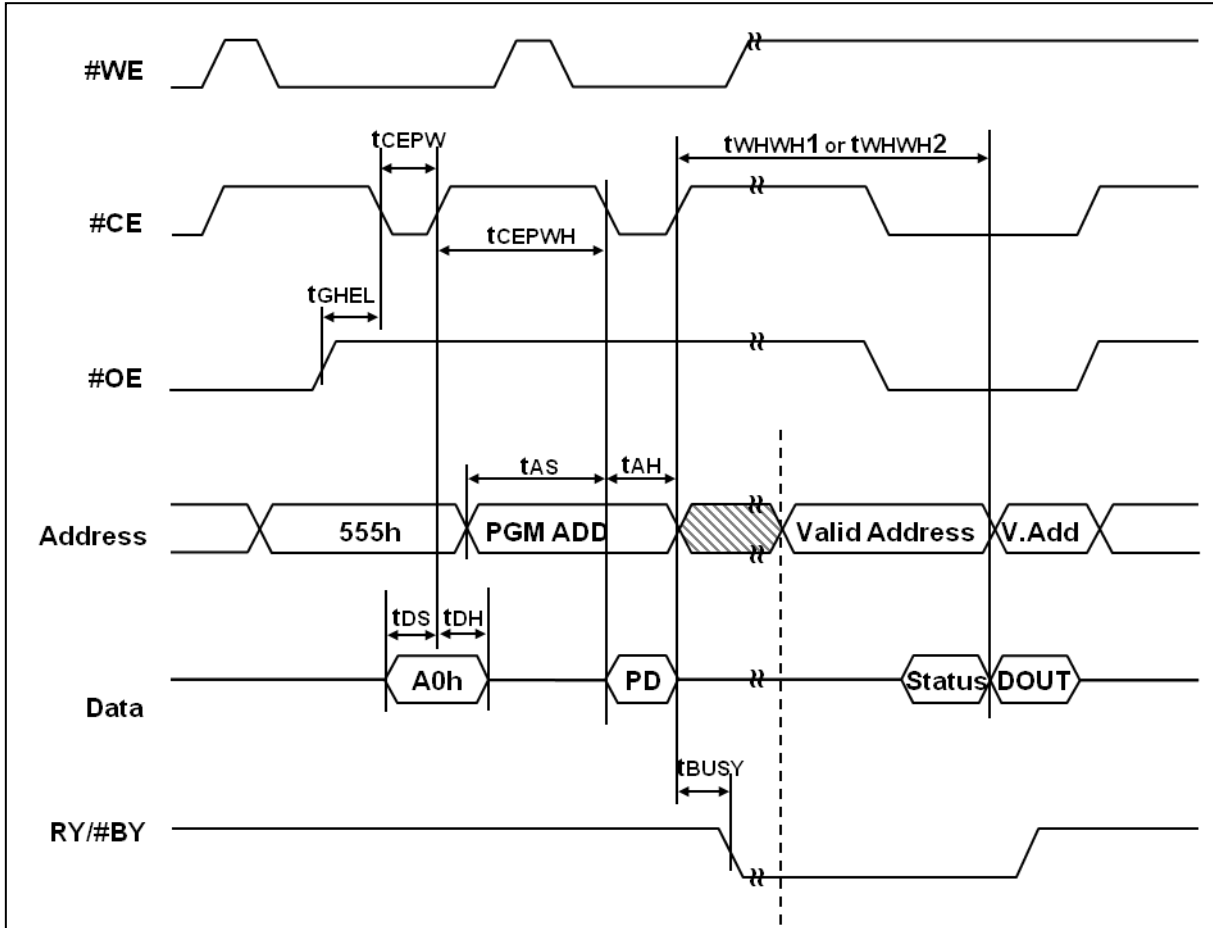 #WE
tCEPW
tWHWH1 or tWHWH2
#CE
tCEPWH
tGHEL
#OE
tAS
tAH
Address
555h
PGM ADD
Valid Address
V.Add
tDS
tDH
A0h
PD
Status
DOUT
Data
tBUSY
RY/#BY